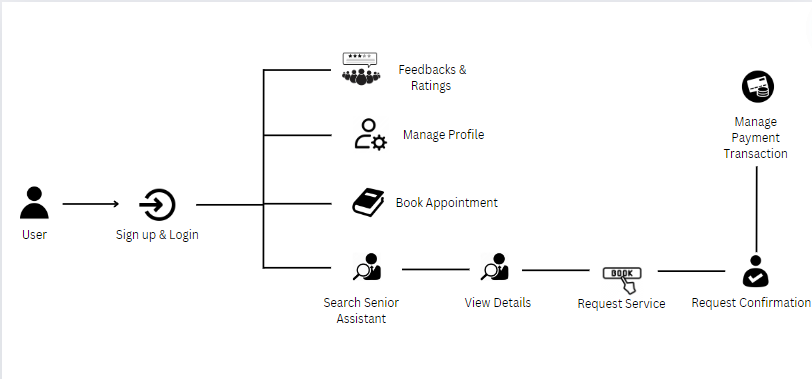 Feedbacks &
Ratings
Manage
Payment
Transaction
Manage Profile
Book Appointment
User
Sign up & Login
BOOK
Search Senior
Assistant
View Details
Request Service
Request Confirmation